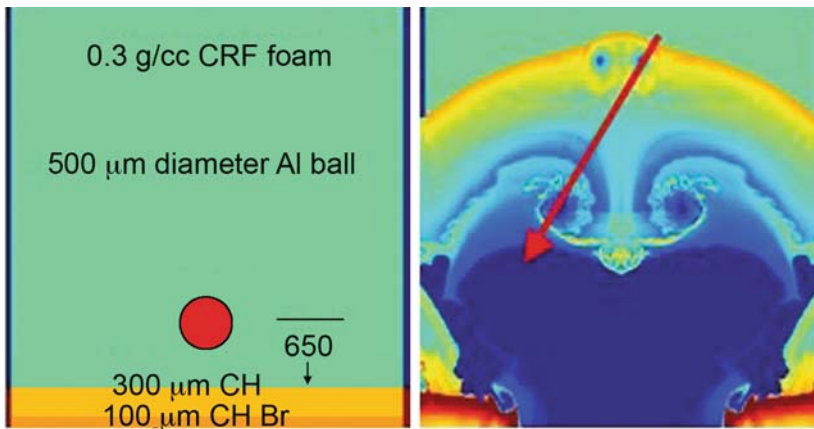 0.3 g/cc CRF foam
500 μm diameter Al ball
650
300 μm CH
100 μm CH Br